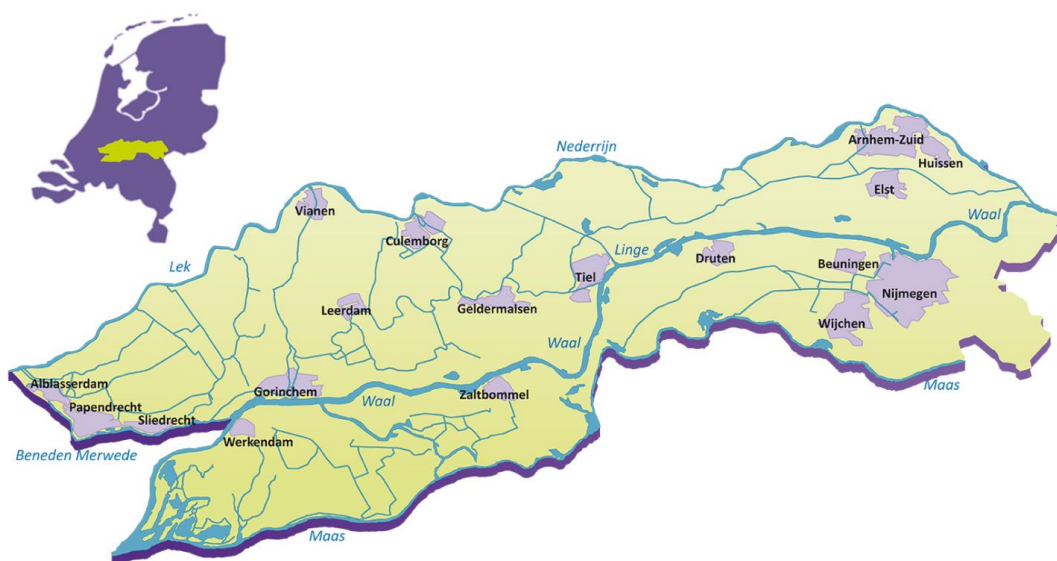 Arnhem-Zuid
Nederrijn
Huissen
Elst
Vianen
Waal
Culemborg
Linge
Druten
Lek
Beuningen
Tiel
Nijmegen
Leerdam
Geldermalsen
Wijchen
Waal
Alblasserdam
Maas
Gorinchem
Waal
Zaltbommel
Papendrecht
Sliedrecht
Werkendam
Beneden Merwede
Maas